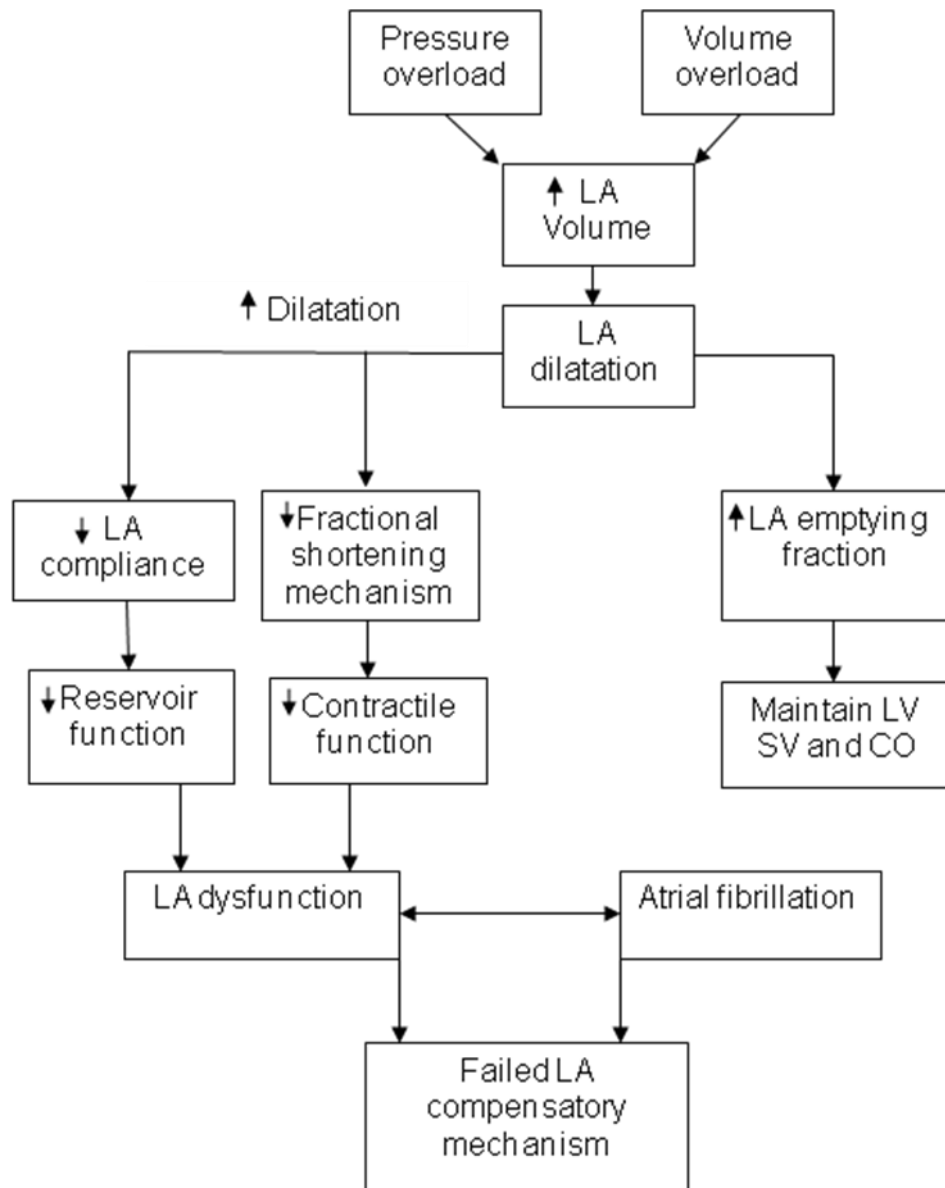 Pressure
overload
Volume
overload
↑ LA
Volume
↑ Dilatation
LA
dilatation
↓ LA
compliance
↓Fractional
shortening
mechanism
↑LA emptying
fraction
↓Reservoir
function
↓Contractile
function
Maintain LV
SV and CO
LA dysfunction
Atrial fibrillation
Failed LA
compensatory
mechanism